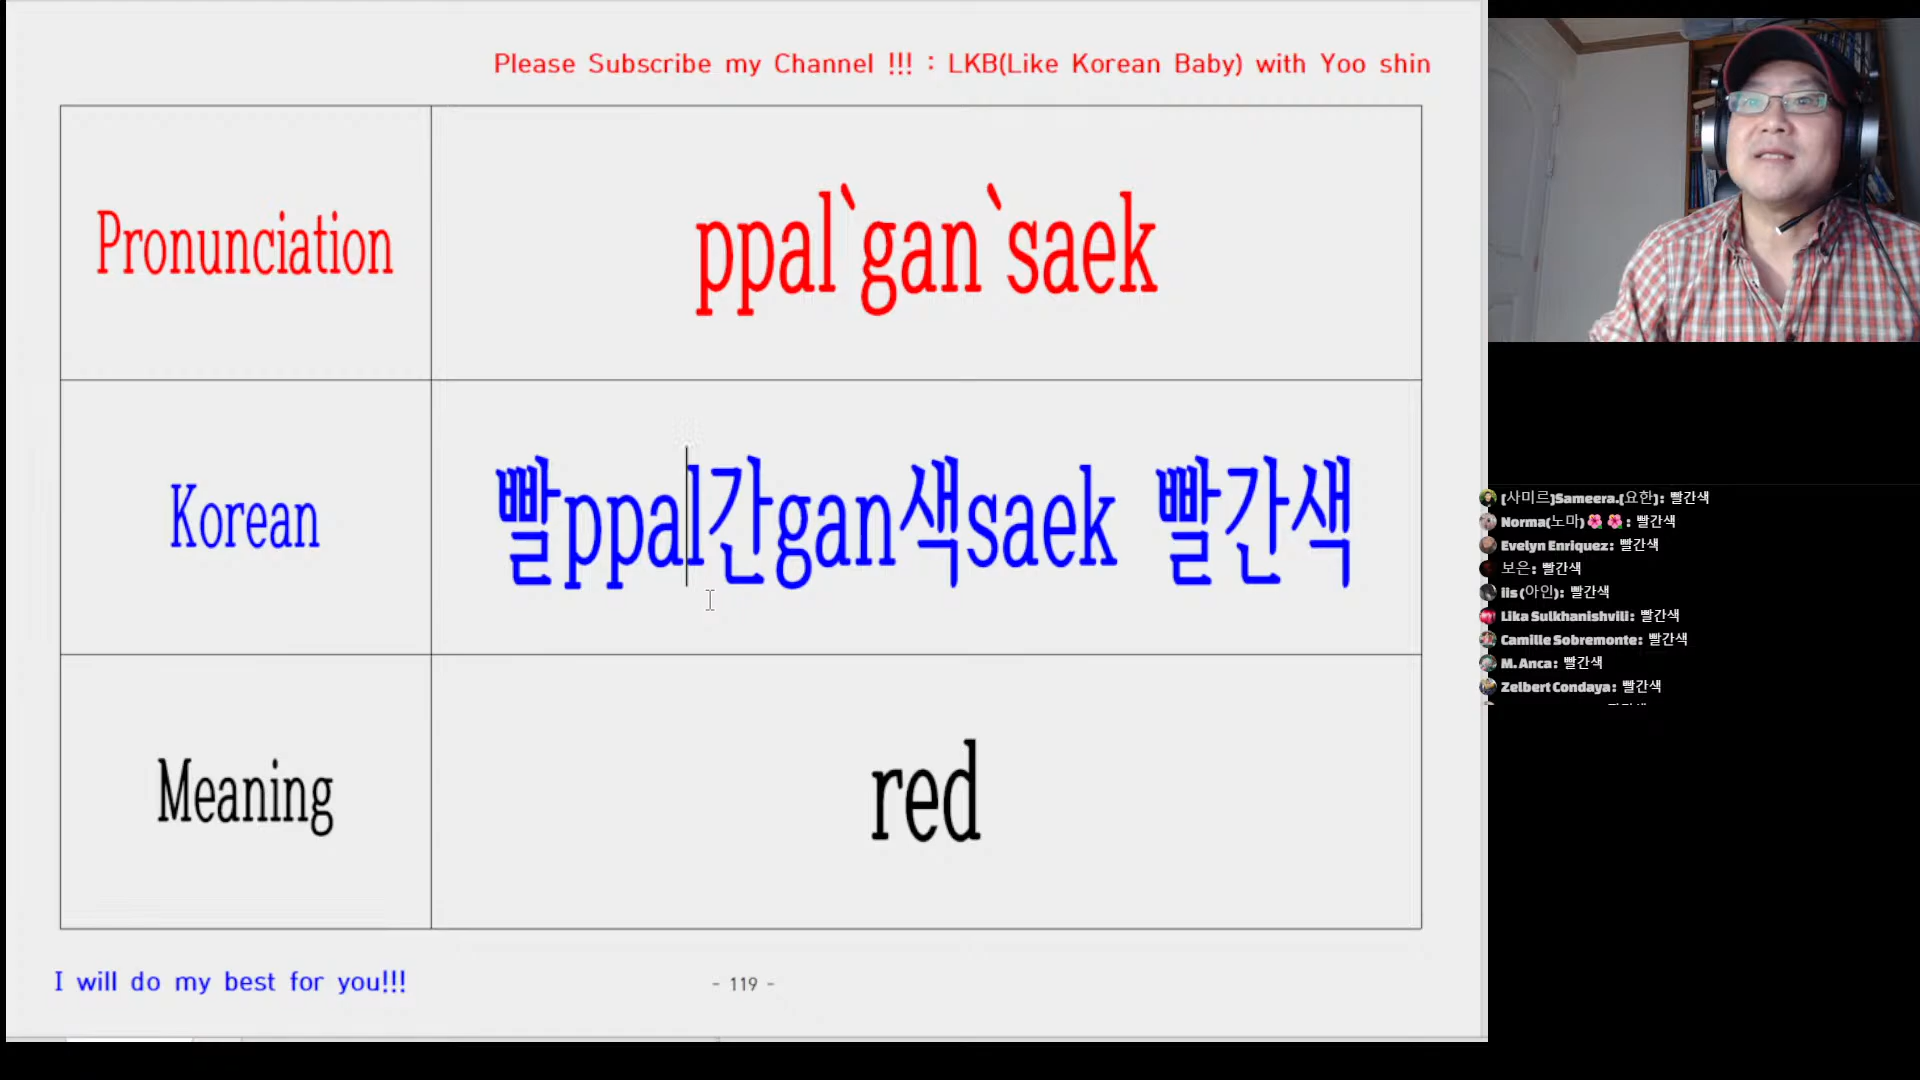 Please Subscribe my Channel !!! : LKB(Like Korean Baby) with Yoo shin
Pronunciation
ppal`gan`saek
Korean
빨ppal간gan색saek 빨간색
Meaning
red
I will do my best for you!!!
- 119 -
(사미르)Sameera.(요한): 빨간색
Norma(노마)🌺🌺: 빨간색
Evelyn Enriquez: 빨간색
보은: 빨간색
iis(아인): 빨간색
Lika Sulkhanishvili: 빨간색
Camille Sobremonte: 빨간색
M. Anca: 빨간색
Zelbert Condaya: 빨간색